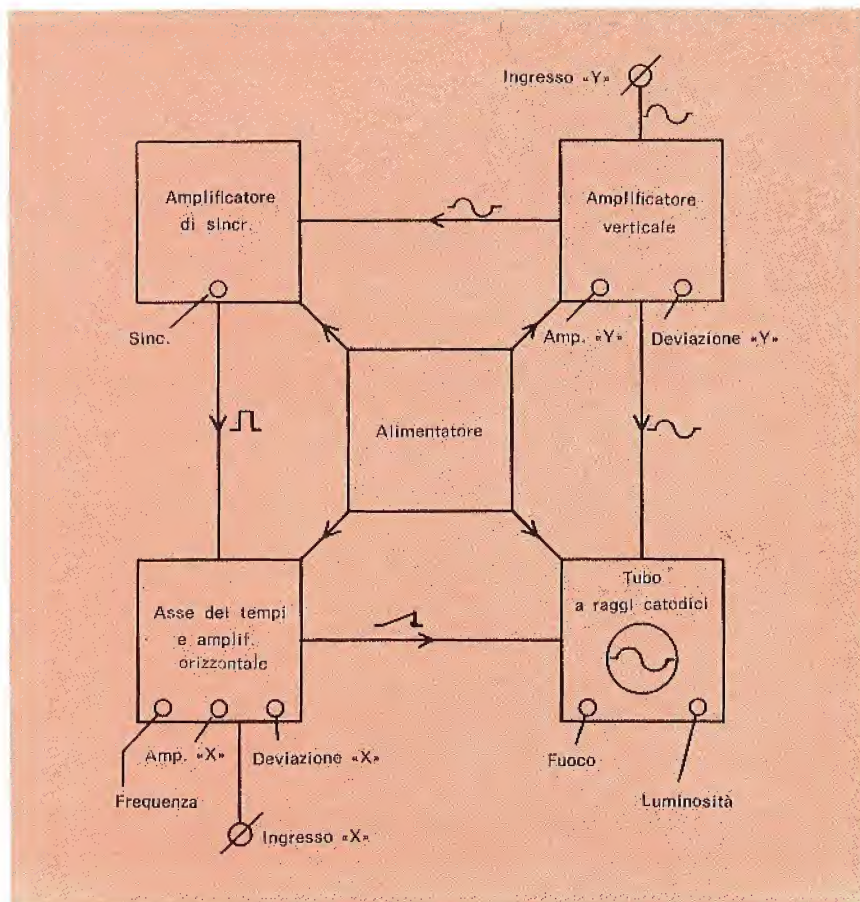 Ingresso «Y»
Amplificatore
di sincr.
Amplificatore
verticale
Sinc.
Amp. «Y»
Deviazione «Y»
Alimentatore
Asse dei tempi
e amplif.
orizzontale
Tubo
a raggi catodici
Amp. «X»
Deviazione «X»
Frequenza
Fuoco
Luminosità
Ingresso «X»